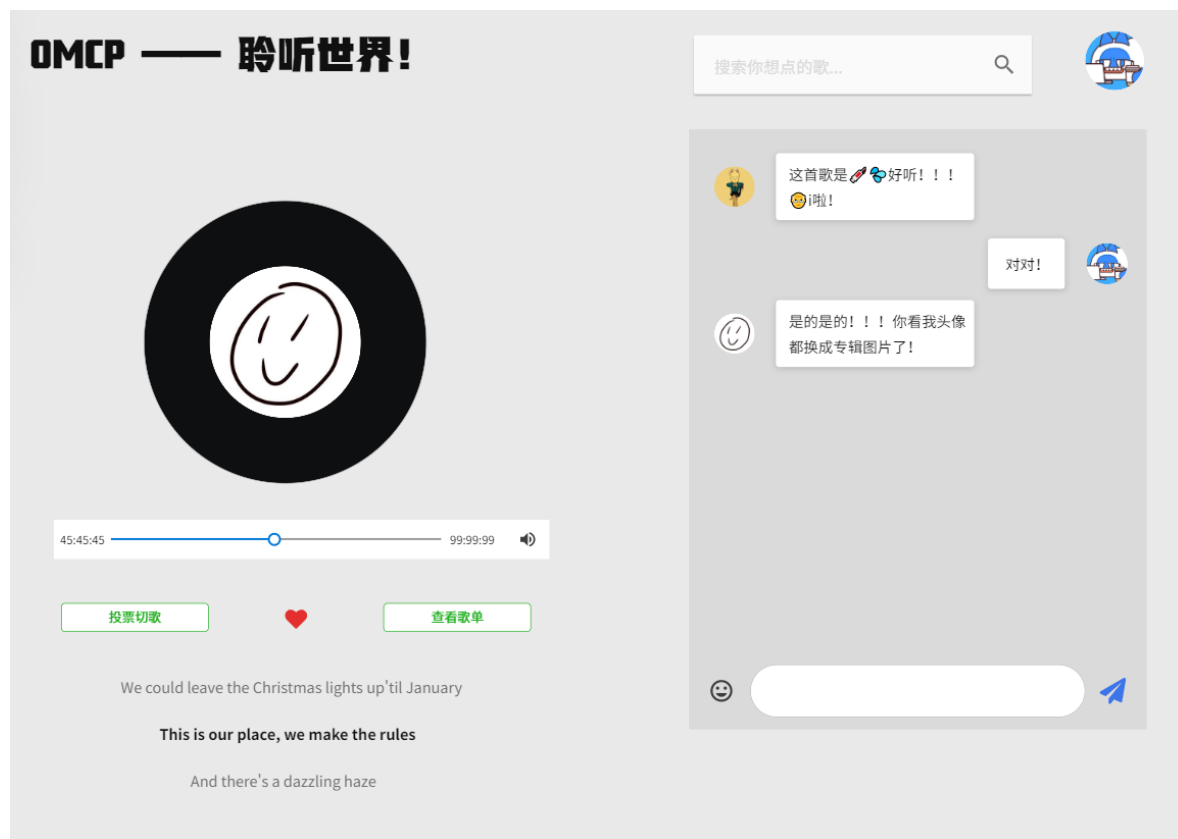 OMCP —— 聆听世界！
搜索你想点的歌...
这首歌是🩸🫐好听！！！
👨‍🦲i啦！
对对！
是的是的！！！你看我头像
都换成专辑图片了！
45:45:45
99:99:99
投票切歌
查看歌单
We could leave the Christmas lights up'til January
This is our place, we make the rules
And there's a dazzling haze